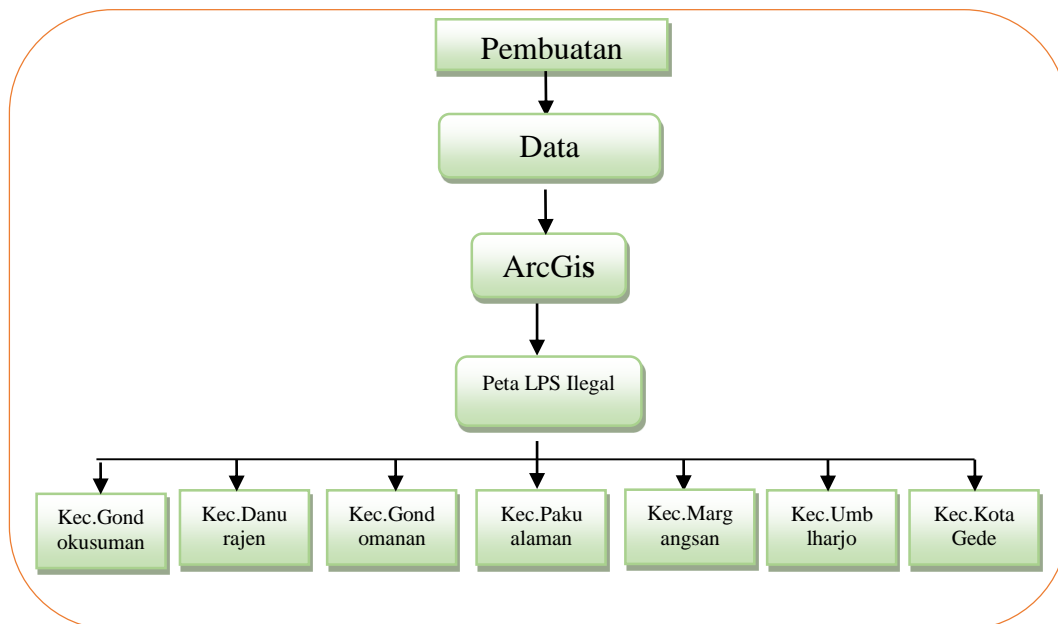 Pembuatan
Data
ArcGis
Peta LPS Ilegal
Kec.Gond
okusuman
Kec.Danu
rajen
Kec.Gond
omanan
Kec.Paku
alaman
Kec.Marg
angsan
Kec.Umb
lharjo
Kec.Kota
Gede